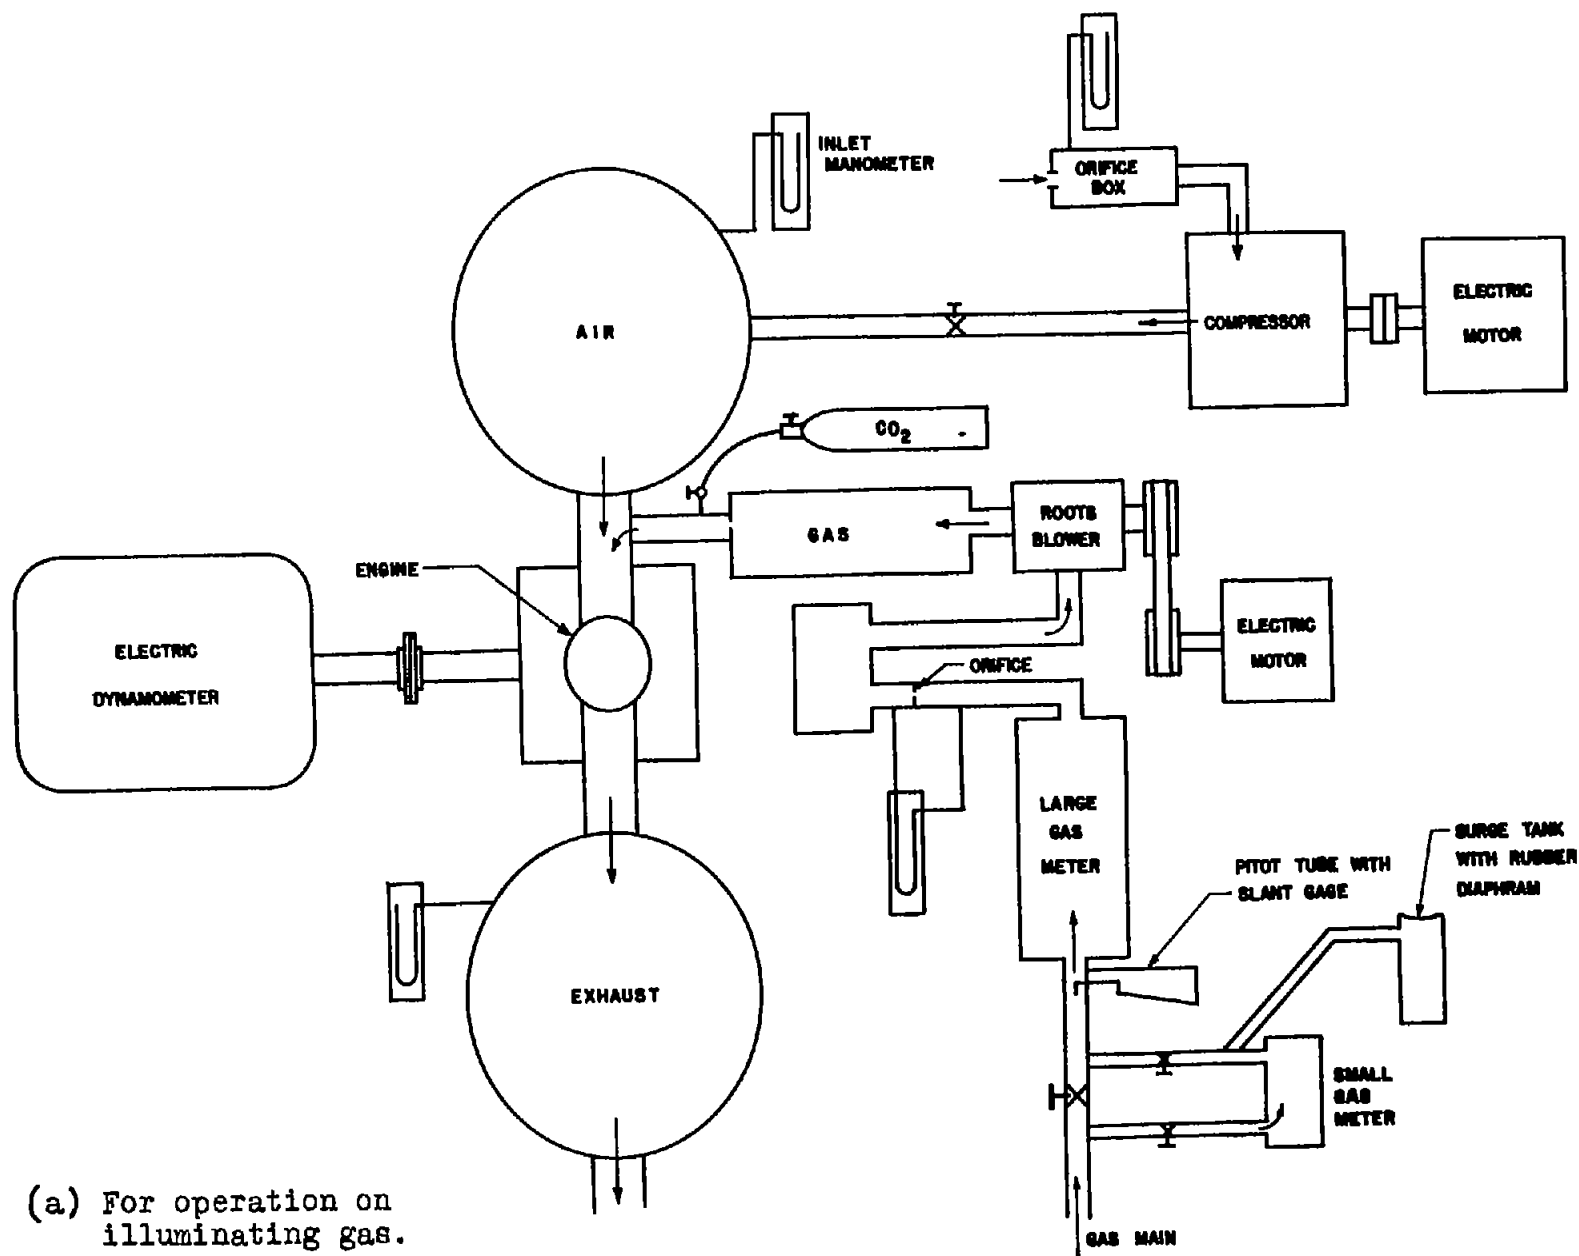 INLET
MANOMETER
ORIFICE
BOX
AIR
COMPRESSOR
ELECTRIC
MOTOR
CO2
GAS
ROOTS
BLOWER
ENGINE
ELECTRIC
DYNAMOMETER
ORIFICE
ELECTRIC
MOTOR
LARGE
GAS
METER
PITOT TUBE WITH
SLANT GAGE
SURGE TANK
WITH RUBBER
DIAPHRAM
EXHAUST
SMALL
GAS
METER
GAS MAIN
(a) For operation on
illuminating gas.